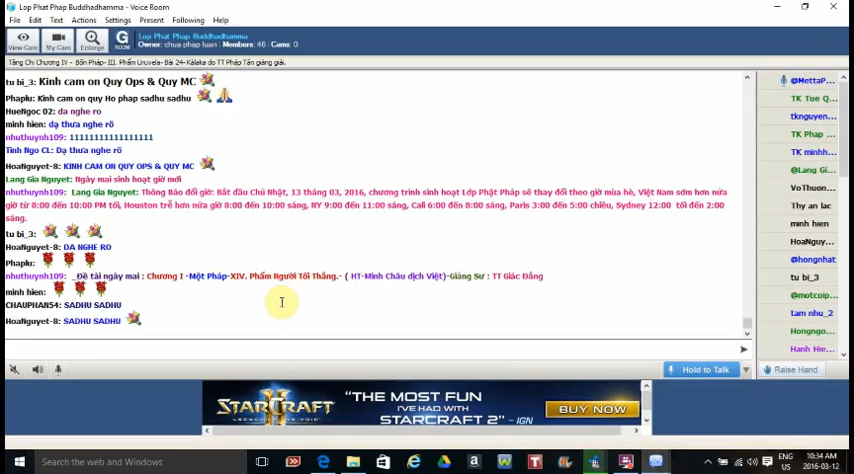 Lop Phat Phap Buddhadhamma - Voice Room
File Edit Text Actions Settings Present Following Help
View Cam My Cam Enlarge G ROOM
Lop Phat Phap Buddhadhamma
Owner: chua phap luan | Members: 46 | Cams: 0
Tăng Chi Chương IV - Bốn Pháp- III. Phẩm Uruvela- Bài 24- Kàlaka do TT Pháp Tân giảng giải.
tu bi_3: Kinh cam on Quy Ops & Quy MC
Phaplu: Kinh cam on quy Ho phap sadhu sadhu
HueNgoc 02: da nghe ro
minh hien: dạ thưa nghe rõ
nhuthuynh109: 11111111111111111
Tinh Ngo CL: Dạ thưa nghe rõ
HoaNguyet-8: KINH CAM ON QUY OPS & QUY MC
Lang Gia Nguyet: Ngày mai sinh hoạt giờ mới
nhuthuynh109: Lang Gia Nguyet: Thông Báo đổi giờ: Bắt đầu Chủ Nhật, 13 tháng 03, 2016, chương trình sinh hoạt Lớp Phật Pháp sẽ thay đổi theo giờ mùa hè, Việt Nam sớm hơn nửa
giờ từ 8:00 đến 10:00 PM tối, Houston trễ hơn nửa giờ 8:00 đến 10:00 sáng, NY 9:00 đến 11:00 sáng, Cali 6:00 đến 8:00 sáng, Paris 3:00 đến 5:00 chiều, Sydney 12:00 tối đến 2:00
sáng.
tu bi_3:
HoaNguyet-8: DA NGHE RO
Phaplu:
nhuthuynh109: _Đề tài ngày mai : Chương I -Một Pháp-XIV. Phẩm Người Tối Thắng.- ( HT-Minh Châu dịch Việt)-Giảng Sư : TT Giác Đẳng
minh hien:
CHAUPHAN54: SADHU SADHU
HoaNguyet-8: SADHU SADHU
@MettaP...
TK Tue Q...
tknguyen...
TK Phap ...
TK minhh...
@Lang Gi...
VoThuon...
Thy an lac
minh hien
HoaNguy...
@hongnhat
tu bi_3
@motcoip...
tam nhu_2
Hongngo...
Hanh Hie...
Hold to Talk
Raise Hand
STARCRAFT II
LEGACY OF THE VOID
"THE MOST FUN
I'VE HAD WITH
STARCRAFT 2" - IGN
BUY NOW
Search the web and Windows
ENG
US
10:34 AM
2016-03-12